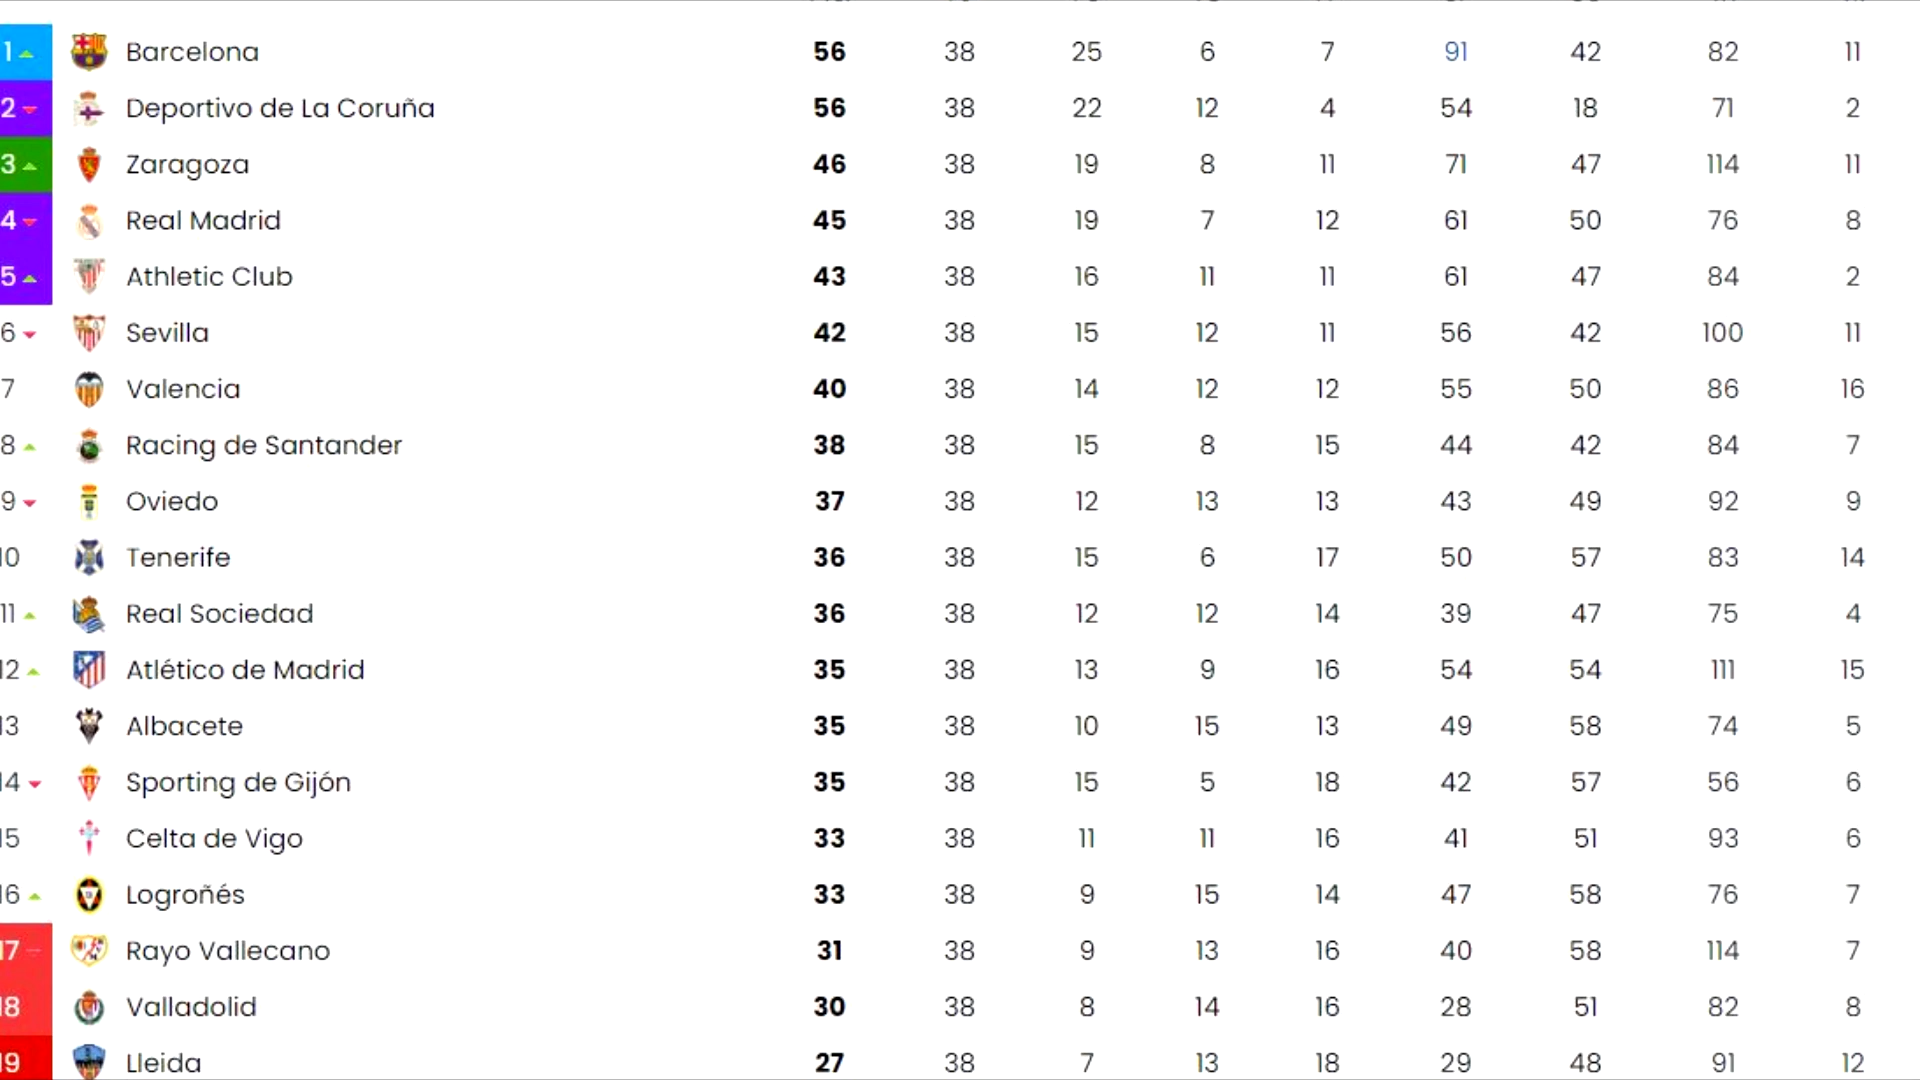 1 Barcelona 56 38 25 6 7 91 42 82 11
2 Deportivo de La Coruña 56 38 22 12 4 54 18 71 2
3 Zaragoza 46 38 19 8 11 71 47 114 11
4 Real Madrid 45 38 19 7 12 61 50 76 8
5 Athletic Club 43 38 16 11 11 61 47 84 2
6 Sevilla 42 38 15 12 11 56 42 100 11
7 Valencia 40 38 14 12 12 55 50 86 16
8 Racing de Santander 38 38 15 8 15 44 42 84 7
9 Oviedo 37 38 12 13 13 43 49 92 9
10 Tenerife 36 38 15 6 17 50 57 83 14
11 Real Sociedad 36 38 12 12 14 39 47 75 4
12 Atlético de Madrid 35 38 13 9 16 54 54 111 15
13 Albacete 35 38 10 15 13 49 58 74 5
14 Sporting de Gijón 35 38 15 5 18 42 57 56 6
15 Celta de Vigo 33 38 11 11 16 41 51 93 6
16 Logroñés 33 38 9 15 14 47 58 76 7
17 Rayo Vallecano 31 38 9 13 16 40 58 114 7
18 Valladolid 30 38 8 14 16 28 51 82 8
19 Lleida 27 38 7 13 18 29 48 91 12